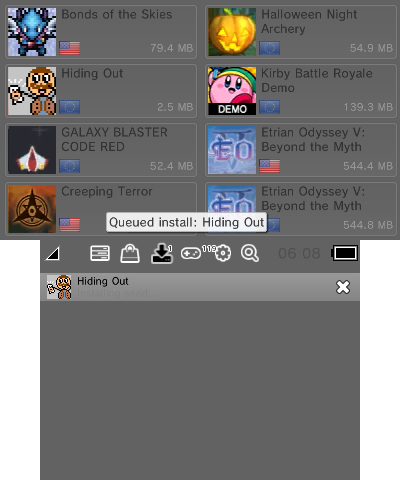 Bonds of the Skies
79.4 MB
Halloween Night
Archery
54.9 MB
Hiding Out
2.5 MB
Kirby Battle Royale
Demo
DEMO
139.3 MB
GALAXY BLASTER
CODE RED
52.4 MB
Etrian Odyssey V:
Beyond the Myth
EO
544.4 MB
Creeping Terror
Etrian Odyssey V:
Beyond the Myth
EO
544.8 MB
Queued install: Hiding Out
1
06 08
Hiding Out